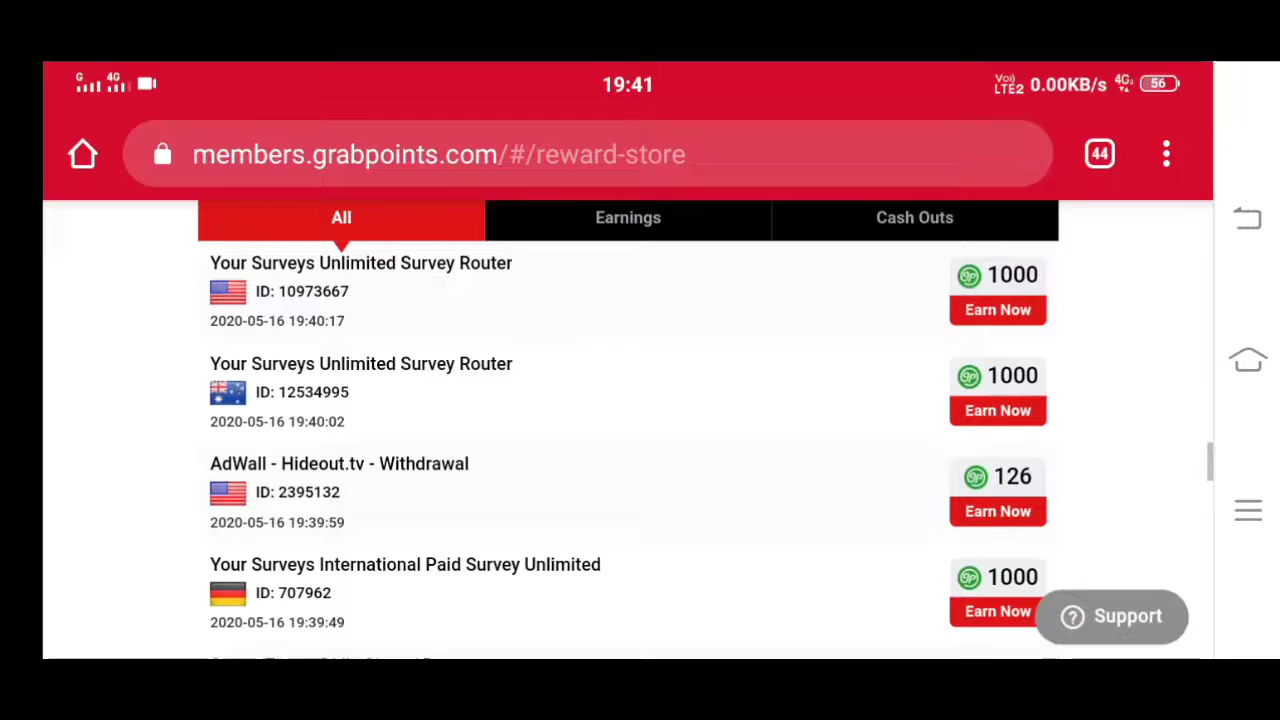 G 4G
19:41
Vo)) LTE2 0.00KB/s 4G2 56
members.grabpoints.com/#/reward-store
44
All Earnings Cash Outs
Your Surveys Unlimited Survey Router
ID: 10973667
2020-05-16 19:40:17
1000
Earn Now
Your Surveys Unlimited Survey Router
ID: 12534995
2020-05-16 19:40:02
1000
Earn Now
AdWall - Hideout.tv - Withdrawal
ID: 2395132
2020-05-16 19:39:59
126
Earn Now
Your Surveys International Paid Survey Unlimited
ID: 707962
2020-05-16 19:39:49
1000
Earn Now
Support